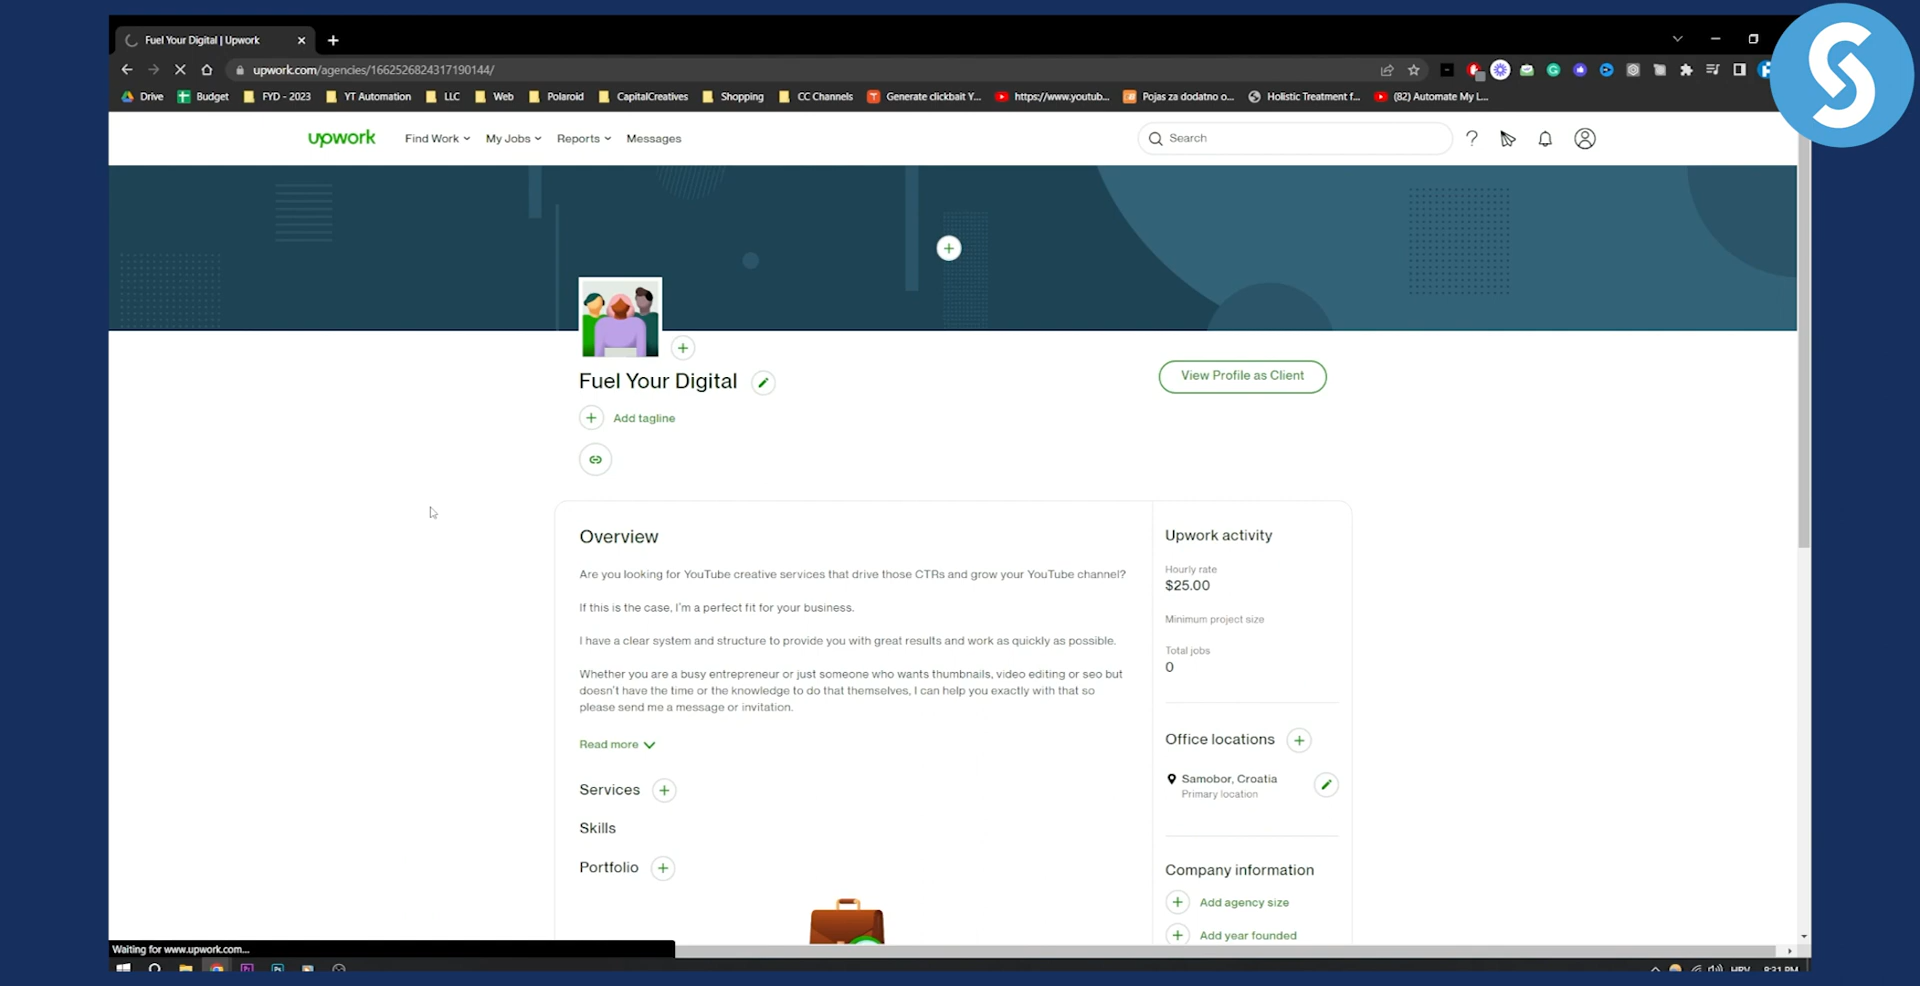 Fuel Your Digital | Upwork
upwork.com/agencies/1662526824317190144/
Drive Budget FYD - 2023 YT Automation LLC Web Polaroid CapitalCreatives Shopping CC Channels Generate clickbait Y... https://www.youtub... Pojas za dodatno o... Holistic Treatment f... (82) Automate My L...
upwork Find Work My Jobs Reports Messages Search
Fuel Your Digital
View Profile as Client
Add tagline
Overview
Are you looking for YouTube creative services that drive those CTRs and grow your YouTube channel?
If this is the case, I'm a perfect fit for your business.
I have a clear system and structure to provide you with great results and work as quickly as possible.
Whether you are a busy entrepreneur or just someone who wants thumbnails, video editing or seo but
doesn't have the time or the knowledge to do that themselves, I can help you exactly with that so
please send me a message or invitation.
Read more
Services
Skills
Portfolio
Upwork activity
Hourly rate
$25.00
Minimum project size
Total jobs
0
Office locations
Samobor, Croatia
Primary location
Company information
Add agency size
Add year founded
Waiting for www.upwork.com...
HRV 8:31 PM